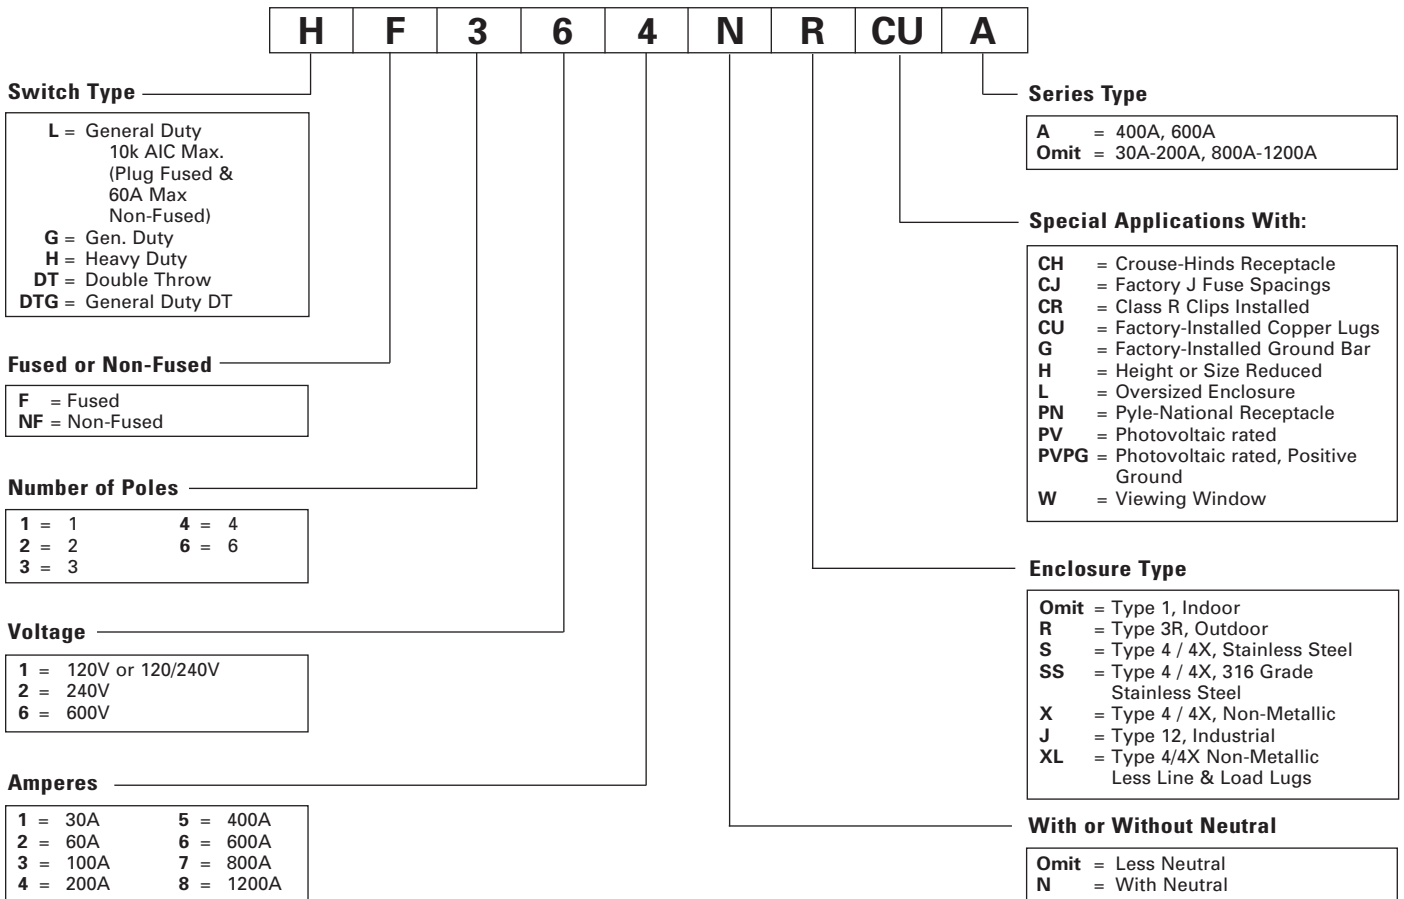 H F 3 6 4 N R CU A
Switch Type
L = General Duty
10k AIC Max.
(Plug Fused &
60A Max
Non-Fused)
G = Gen. Duty
H = Heavy Duty
DT = Double Throw
DTG = General Duty DT
Fused or Non-Fused
F = Fused
NF = Non-Fused
Number of Poles
1 = 1 4 = 4
2 = 2 6 = 6
3 = 3
Voltage
1 = 120V or 120/240V
2 = 240V
6 = 600V
Amperes
1 = 30A 5 = 400A
2 = 60A 6 = 600A
3 = 100A 7 = 800A
4 = 200A 8 = 1200A
Series Type
A = 400A, 600A
Omit = 30A-200A, 800A-1200A
Special Applications With:
CH = Crouse-Hinds Receptacle
CJ = Factory J Fuse Spacings
CR = Class R Clips Installed
CU = Factory-Installed Copper Lugs
G = Factory-Installed Ground Bar
H = Height or Size Reduced
L = Oversized Enclosure
PN = Pyle-National Receptacle
PV = Photovoltaic rated
PVPG = Photovoltaic rated, Positive
Ground
W = Viewing Window
Enclosure Type
Omit = Type 1, Indoor
R = Type 3R, Outdoor
S = Type 4 / 4X, Stainless Steel
SS = Type 4 / 4X, 316 Grade
Stainless Steel
X = Type 4 / 4X, Non-Metallic
J = Type 12, Industrial
XL = Type 4/4X Non-Metallic
Less Line & Load Lugs
With or Without Neutral
Omit = Less Neutral
N = With Neutral